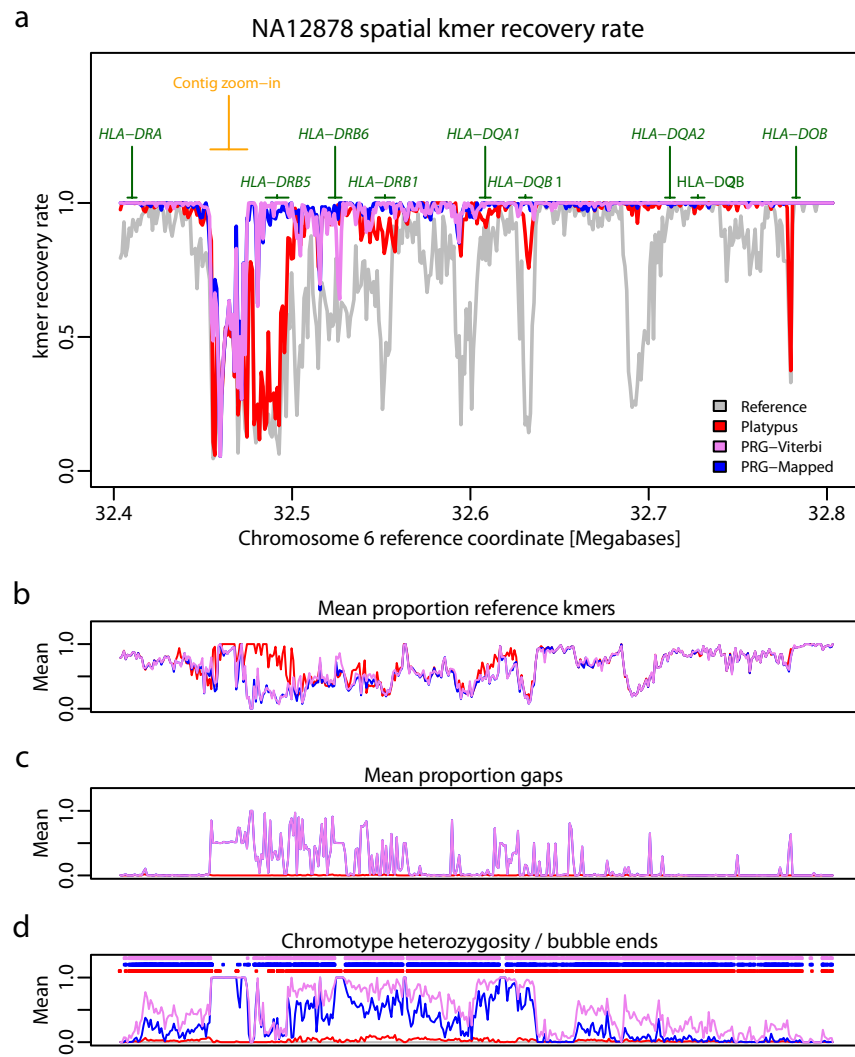 a
NA12878 spatial kmer recovery rate
Contig zoom−in
HLA−DRA
HLA−DRB6
HLA−DQA1
HLA−DQA2
HLA−DOB
HLA−DRB5
HLA−DRB1
HLA−DQB 1
HLA−DQB2
kmer recovery rate
1.0
0.5
0.0
Reference
Platypus
PRG−Viterbi
PRG−Mapped
32.4
32.5
32.6
32.7
32.8
Chromosome 6 reference coordinate [Megabases]
b
Mean proportion reference kmers
Mean
1.0
0.0
c
Mean proportion gaps
Mean
1.0
0.0
d
Chromotype heterozygosity / bubble ends
Mean
1.0
0.0